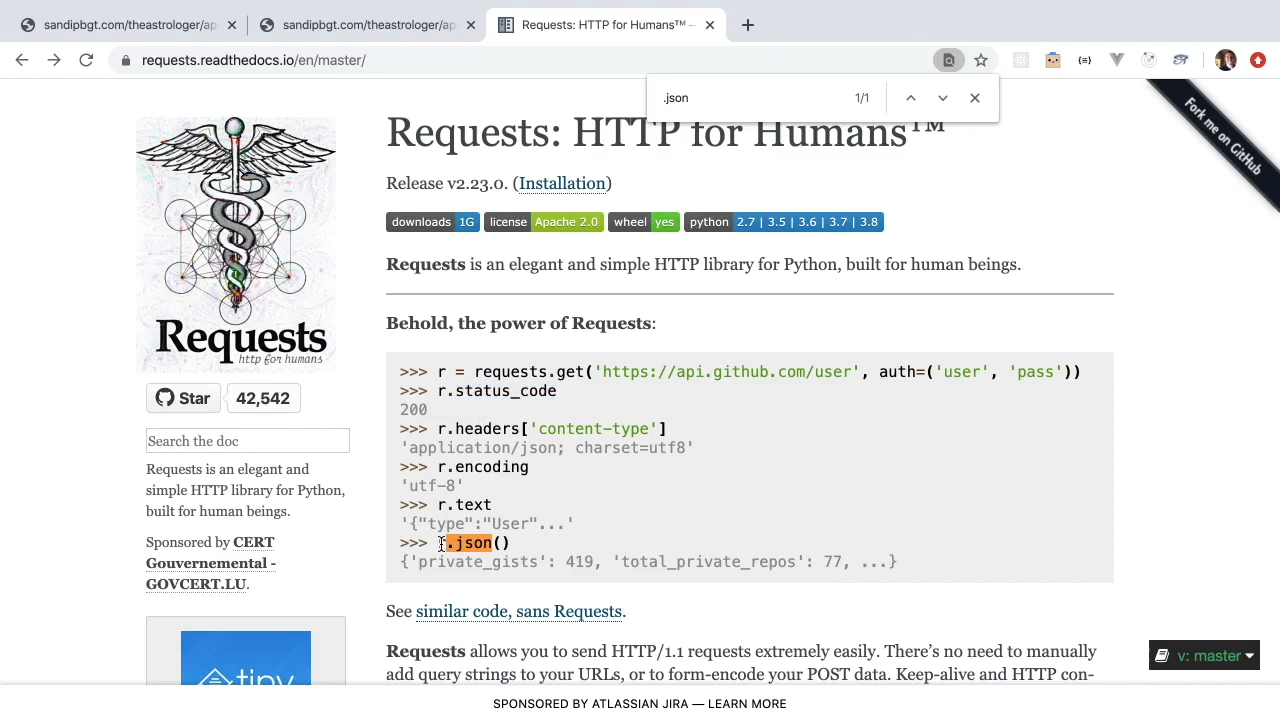 sandipbgt.com/theastrologer/ap
sandipbgt.com/theastrologer/ap
Requests: HTTP for Humans™ –
requests.readthedocs.io/en/master/
.json
1/1
Fork me on GitHub
Requests: HTTP for Humans™
Release v2.23.0. (Installation)
downloads 1G license Apache 2.0 wheel yes python 2.7 | 3.5 | 3.6 | 3.7 | 3.8
Requests is an elegant and simple HTTP library for Python, built for human beings.
Behold, the power of Requests:
>>> r = requests.get('https://api.github.com/user', auth=('user', 'pass'))
>>> r.status_code
200
>>> r.headers['content-type']
'application/json; charset=utf8'
>>> r.encoding
'utf-8'
>>> r.text
'{"type":"User"...'
>>> r.json()
{'private_gists': 419, 'total_private_repos': 77, ...}
See similar code, sans Requests.
Requests allows you to send HTTP/1.1 requests extremely easily. There's no need to manually
add query strings to your URLs, or to form-encode your POST data. Keep-alive and HTTP con-
Requests
http for humans
Star 42,542
Search the doc
Requests is an elegant and
simple HTTP library for Python,
built for human beings.
Sponsored by CERT
Gouvernemental -
GOVCERT.LU.
v: master
SPONSORED BY ATLASSIAN JIRA — LEARN MORE